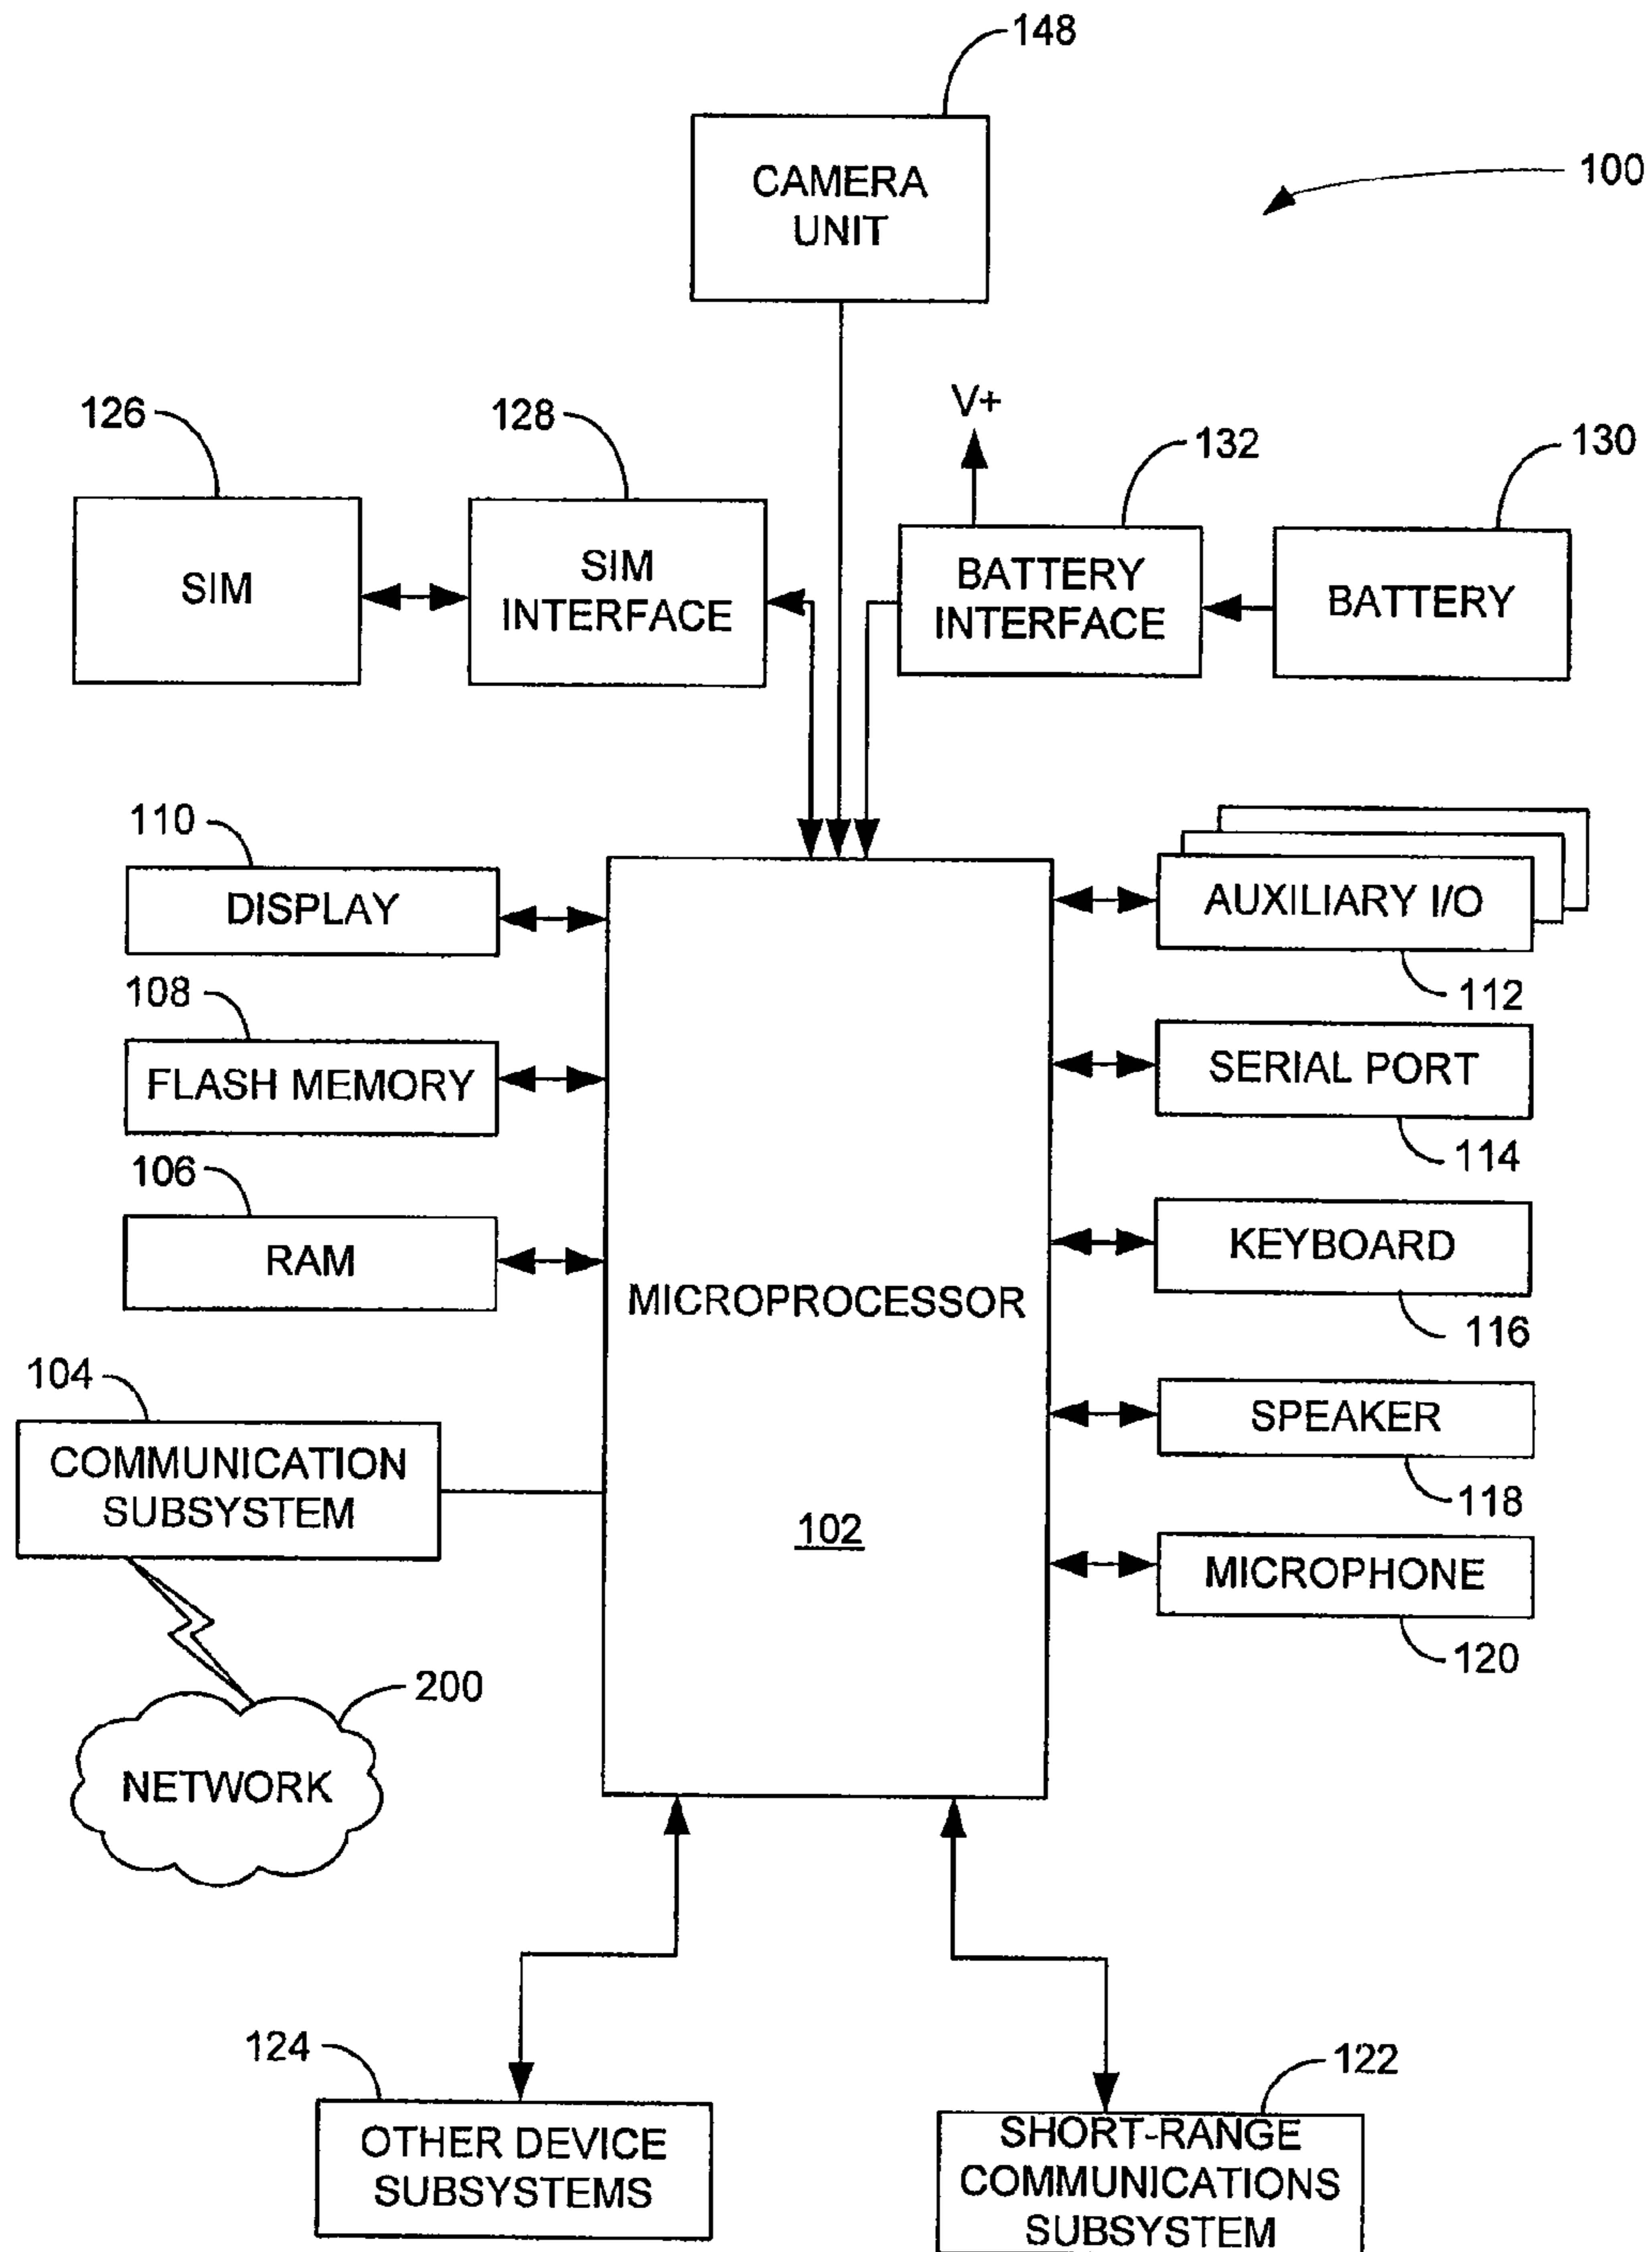 148
CAMERA
UNIT
100
V+
126
128
132
130
SIM
SIM
INTERFACE
BATTERY
INTERFACE
BATTERY
110
DISPLAY
AUXILIARY I/O
112
108
FLASH MEMORY
SERIAL PORT
114
106
RAM
KEYBOARD
116
MICROPROCESSOR
102
104
COMMUNICATION
SUBSYSTEM
SPEAKER
118
MICROPHONE
120
200
NETWORK
124
OTHER DEVICE
SUBSYSTEMS
122
SHORT-RANGE
COMMUNICATIONS
SUBSYSTEM